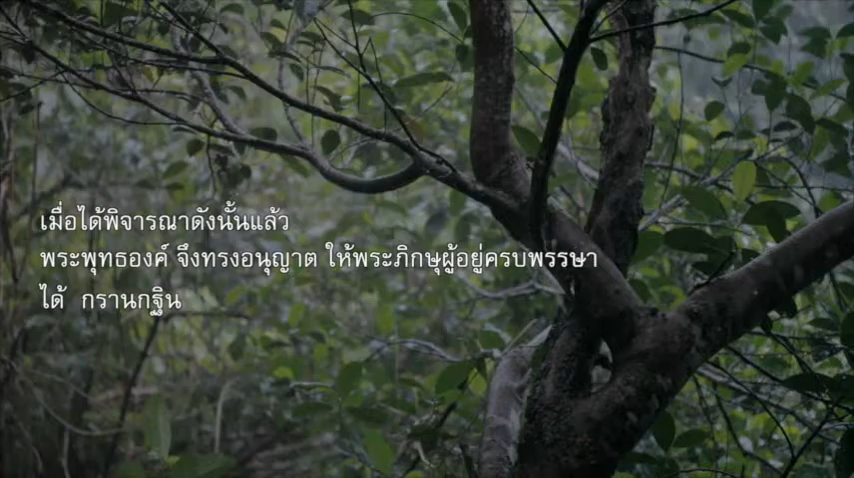 เมื่อได้พิจารณาดังนั้นแล้ว
พระพุทธองค์ จึงทรงอนุญาต ให้พระภิกษุผู้อยู่ครบพรรษา
ได้ กรานกฐิน